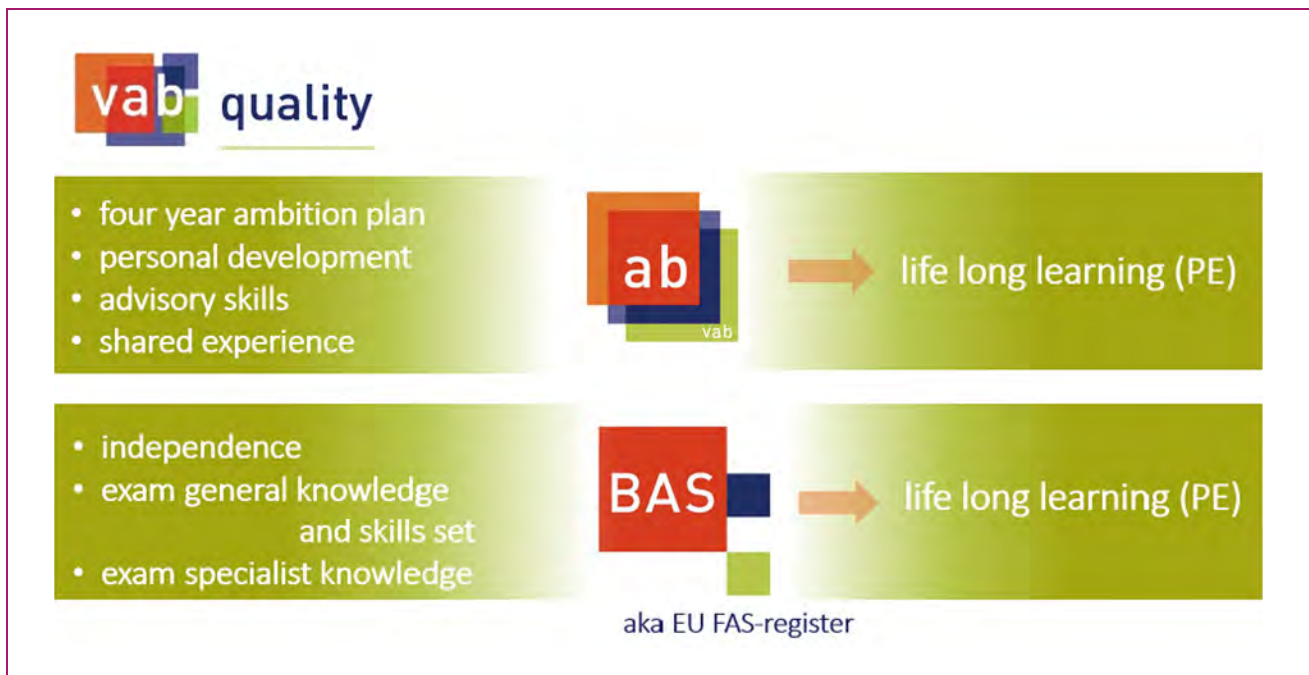 vab quality
• four year ambition plan
• personal development
• advisory skills
• shared experience
ab
vab
life long learning (PE)
• independence
• exam general knowledge
and skills set
• exam specialist knowledge
BAS
life long learning (PE)
aka EU FAS-register